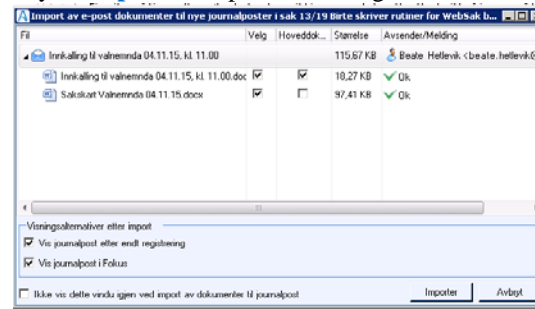 Import av e-post dokumenter til nye journalposter i sak 13/19 Birte skriver rutiner for WebSak b...
Fil Velg Hoveddok... Størrelse Avsender/Melding
Innkalling til valnemnda 04.11.15, kl. 11.00 115,67 KB Beate Hellevik <beate.hellevik@
Innkalling til valnemnda 04.11.15, kl. 11.00.doc 18,27 KB Ok
Sakskart Valnemnda 04.11.15.docx 97,41 KB Ok
Visningsalternativer etter import
Vis journalpost etter endt registrering
Vis journalpost i Fokus
Ikke vis dette vindu igjen ved import av dokumenter til journalpost Importer Avbryt